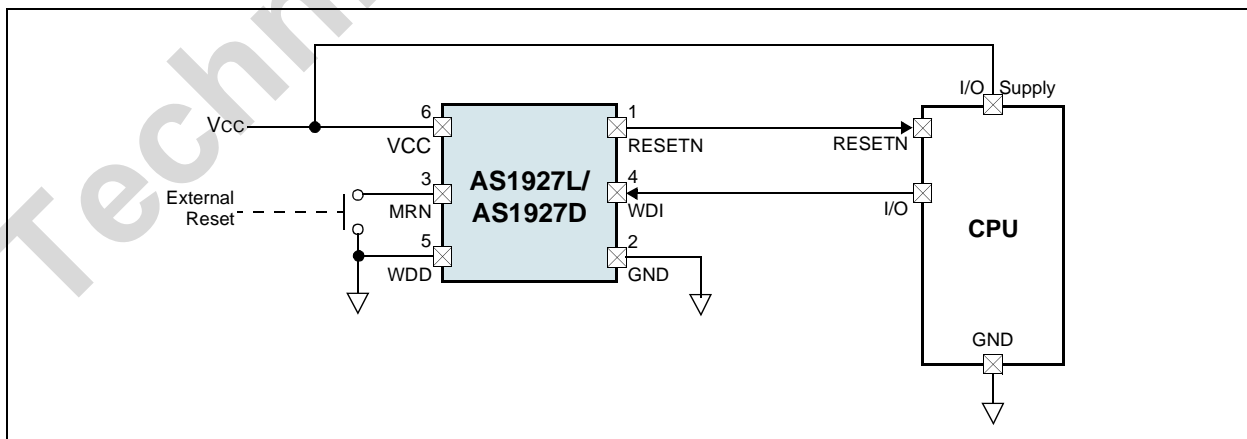 Techn
I/O Supply
VCC
6
VCC
1
RESETN
RESETN
External
Reset
3
MRN
AS1927L/
AS1927D
4
WDI
I/O
CPU
5
WDD
2
GND
GND